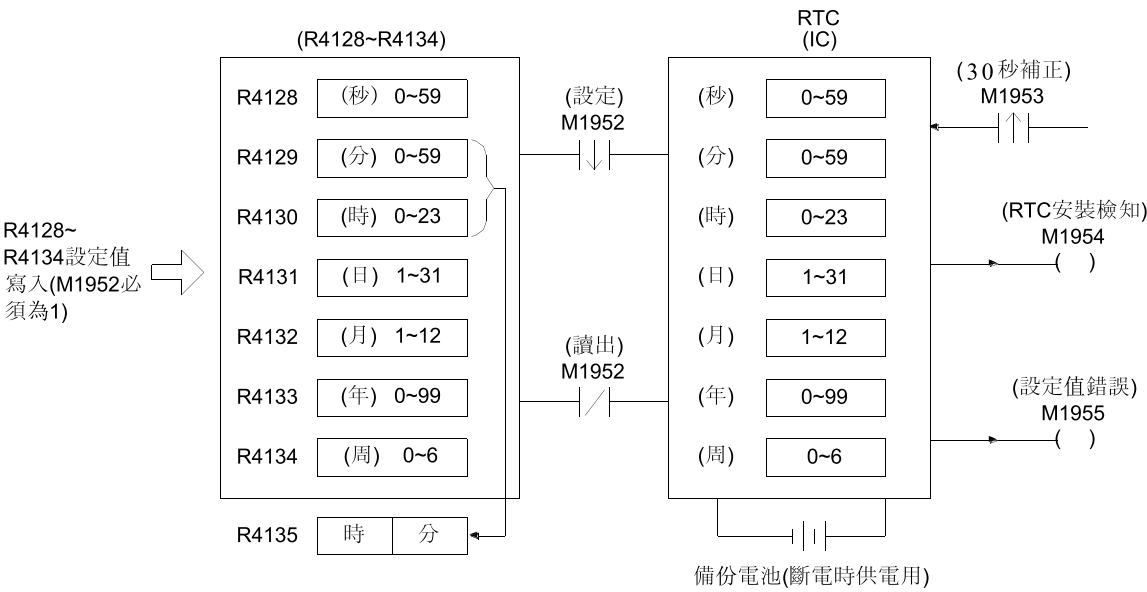 RTC
(IC)
(R4128~R4134)
R4128 (秒) 0~59
R4129 (分) 0~59
R4130 (時) 0~23
R4131 (日) 1~31
R4132 (月) 1~12
R4133 (年) 0~99
R4134 (周) 0~6
R4135 時 分
R4128~
R4134設定值
寫入(M1952必
須為1)
(設定)
M1952
(讀出)
M1952
(秒) 0~59
(分) 0~59
(時) 0~23
(日) 1~31
(月) 1~12
(年) 0~99
(周) 0~6
(30秒補正)
M1953
(RTC安裝檢知)
M1954
( )
(設定值錯誤)
M1955
( )
備份電池(斷電時供電用)